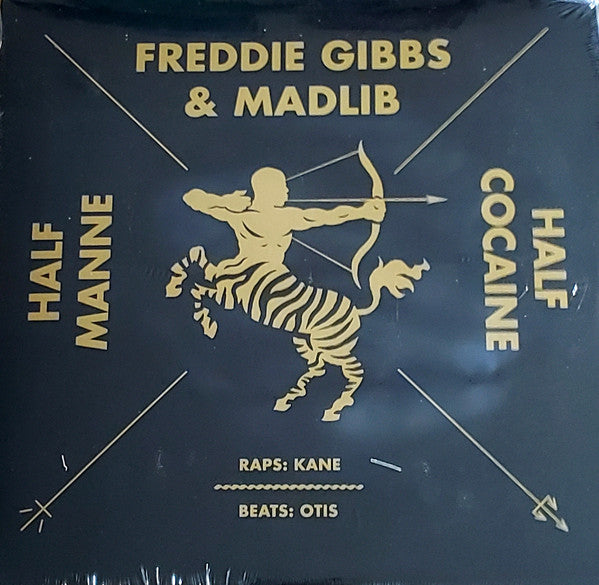 FREDDIE GIBBS
& MADLIB
HALF
MANNE
HALF
COCAINE
RAPS: KANE
BEATS: OTIS